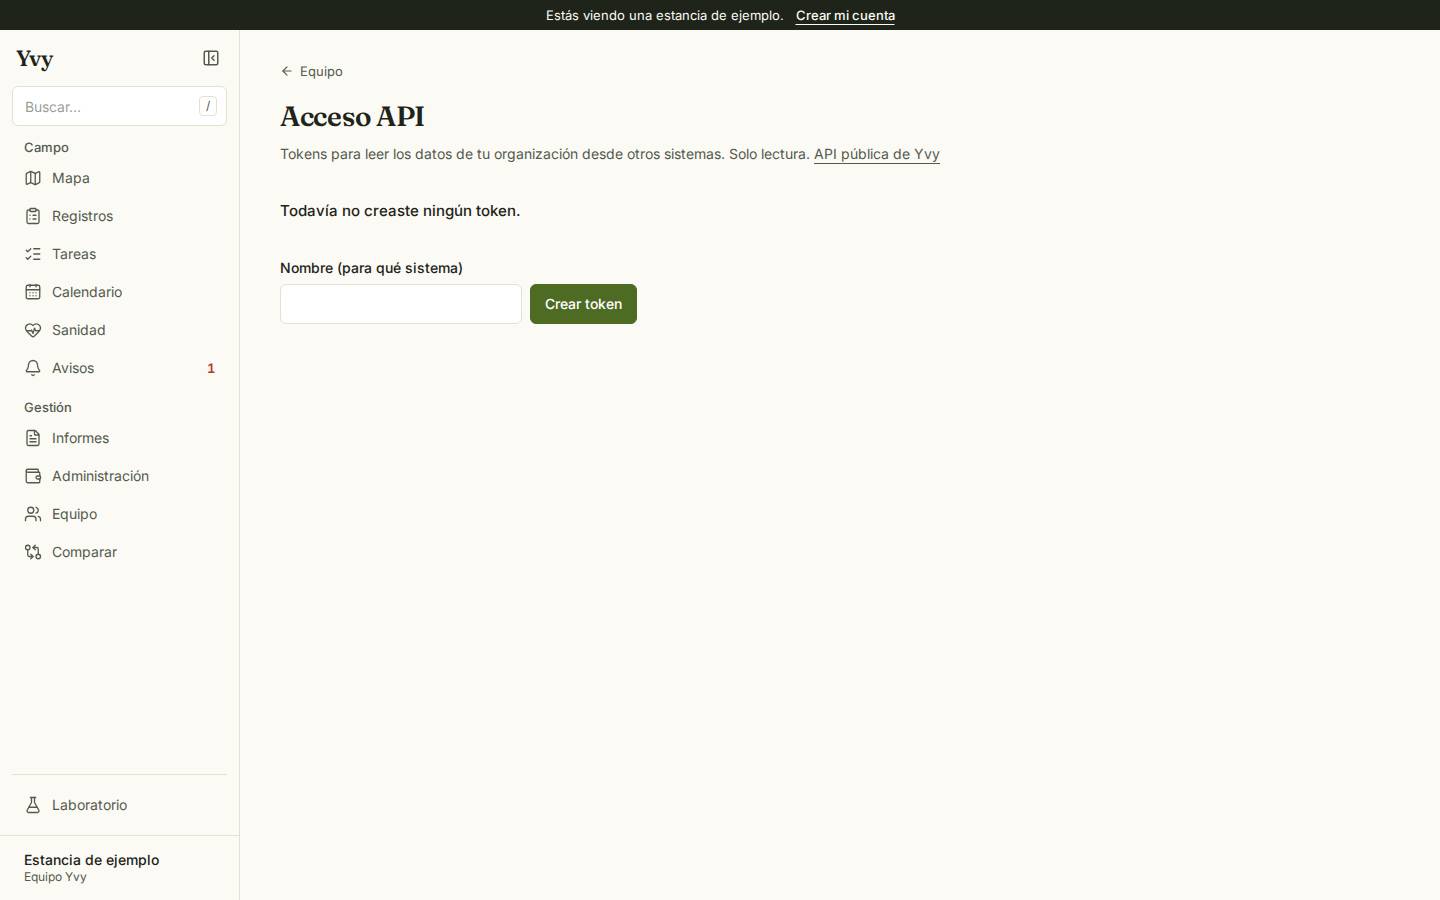 Estás viendo una estancia de ejemplo. Crear mi cuenta
Yvy
Buscar... /
Campo
Mapa
Registros
Tareas
Calendario
Sanidad
Avisos 1
Gestión
Informes
Administración
Equipo
Comparar
Laboratorio
Estancia de ejemplo
Equipo Yvy
Equipo
Acceso API
Tokens para leer los datos de tu organización desde otros sistemas. Solo lectura. API pública de Yvy
Todavía no creaste ningún token.
Nombre (para qué sistema)
Crear token